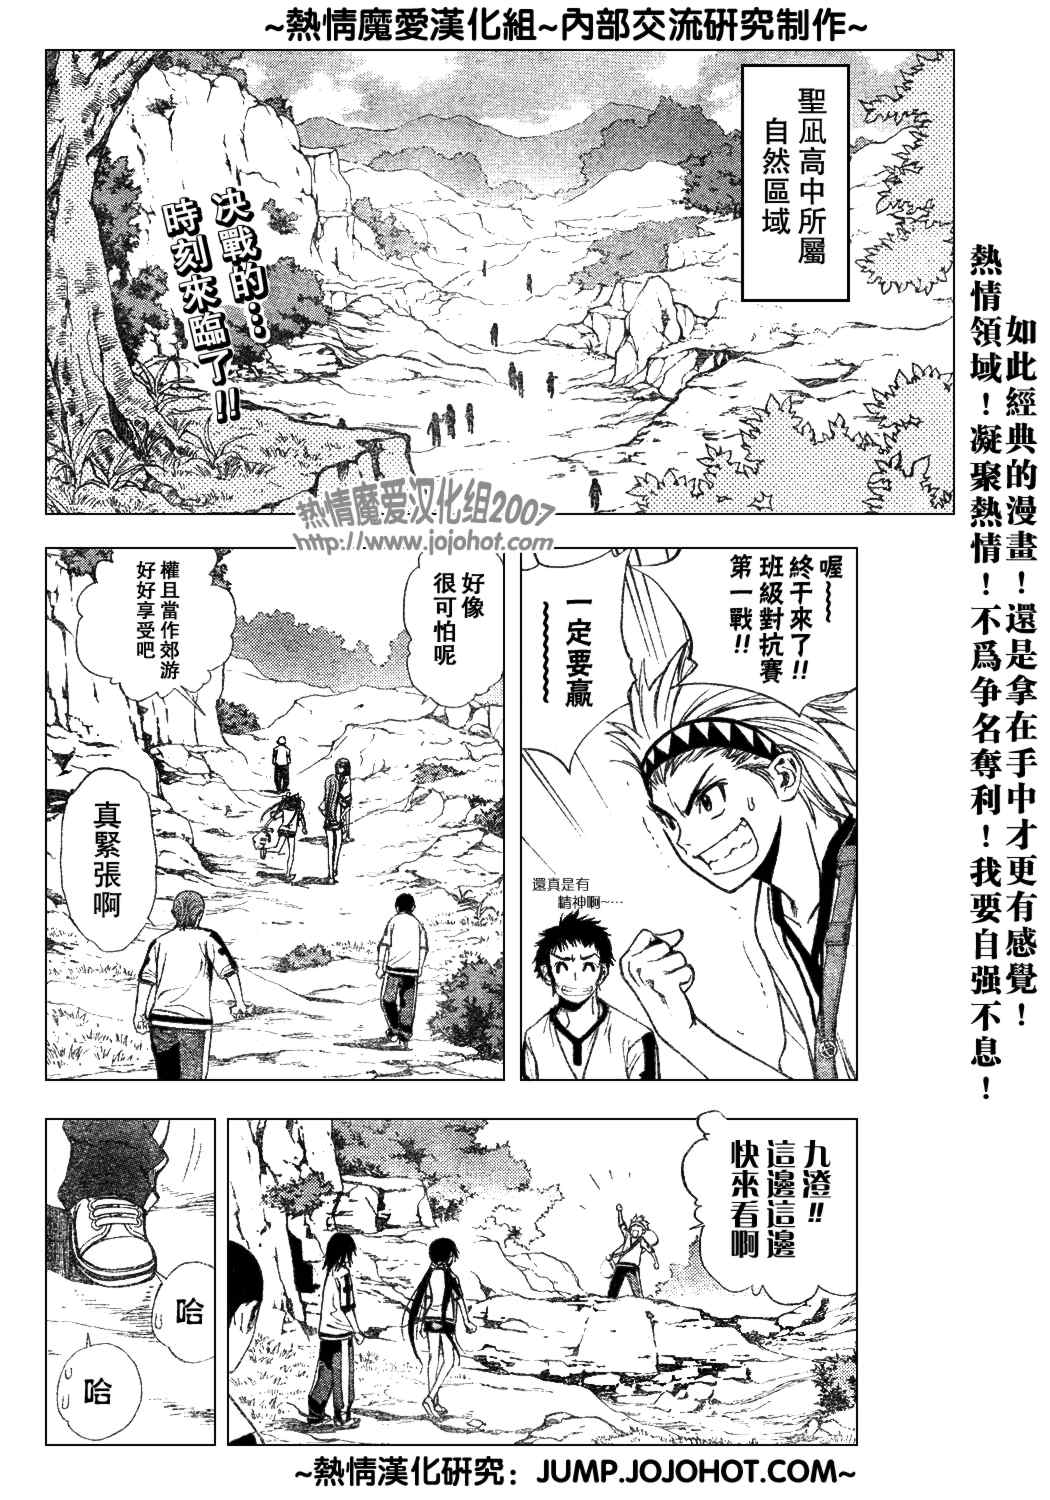 ~熱情魔愛漢化組~內部交流研究制作~
聖凪高中所屬
自然區域
決戰的…
時刻來臨了!!
熱情魔爱汉化组2007
http://www.jojohot.com
如此經典的漫畫！還是拿在手中才更有感覺！
熱情領域！凝聚熱情！不爲争名奪利！我要自强不息！
喔~~~
終于來了!!
班級對抗賽
第一戰!!
~一定要贏~~~
還真是有
精神啊~…
好像
很可怕呢
權且當作郊游
好好享受吧
真緊張啊
九澄!!
這邊這邊
快來看啊
哈
哈
~熱情漢化研究：JUMP.JOJOHOT.COM~